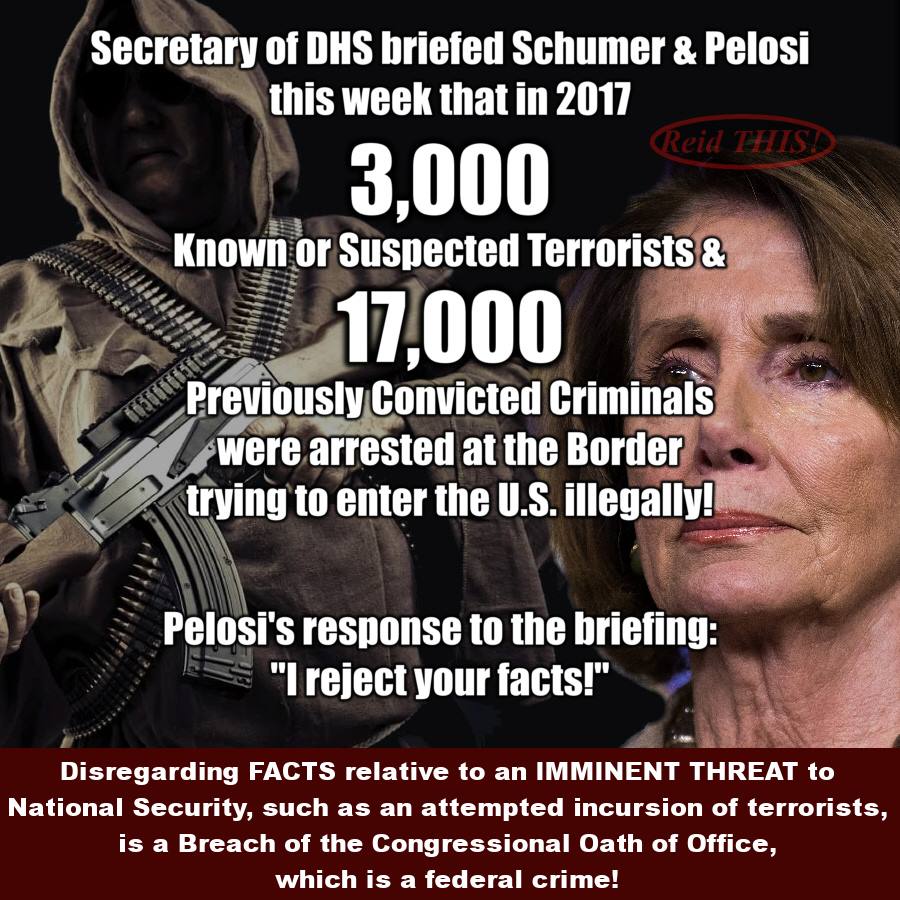 Secretary of DHS briefed Schumer & Pelosi
this week that in 2017
Reid THIS!
3,000
Known or Suspected Terrorists &
17,000
Previously Convicted Criminals
were arrested at the Border
trying to enter the U.S. illegally!
Pelosi's response to the briefing:
"I reject your facts!"
Disregarding FACTS relative to an IMMINENT THREAT to
National Security, such as an attempted incursion of terrorists,
is a Breach of the Congressional Oath of Office,
which is a federal crime!